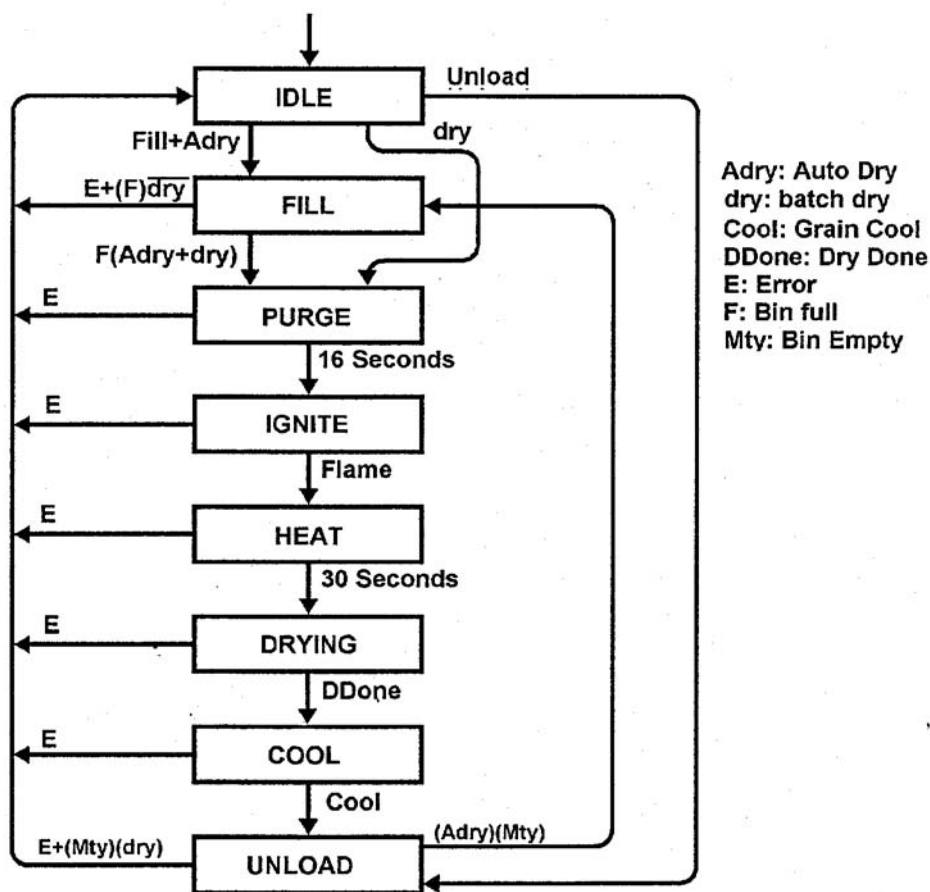 IDLE
Unload
Fill+Adry
dry
E+(F)d̅r̅y̅
FILL
F(Adry+dry)
E
PURGE
16 Seconds
E
IGNITE
Flame
E
HEAT
30 Seconds
E
DRYING
DDone
E
COOL
Cool
E+(Mty)(dry)
UNLOAD
(Adry)(Mty)
Adry: Auto Dry
dry: batch dry
Cool: Grain Cool
DDone: Dry Done
E: Error
F: Bin full
Mty: Bin Empty